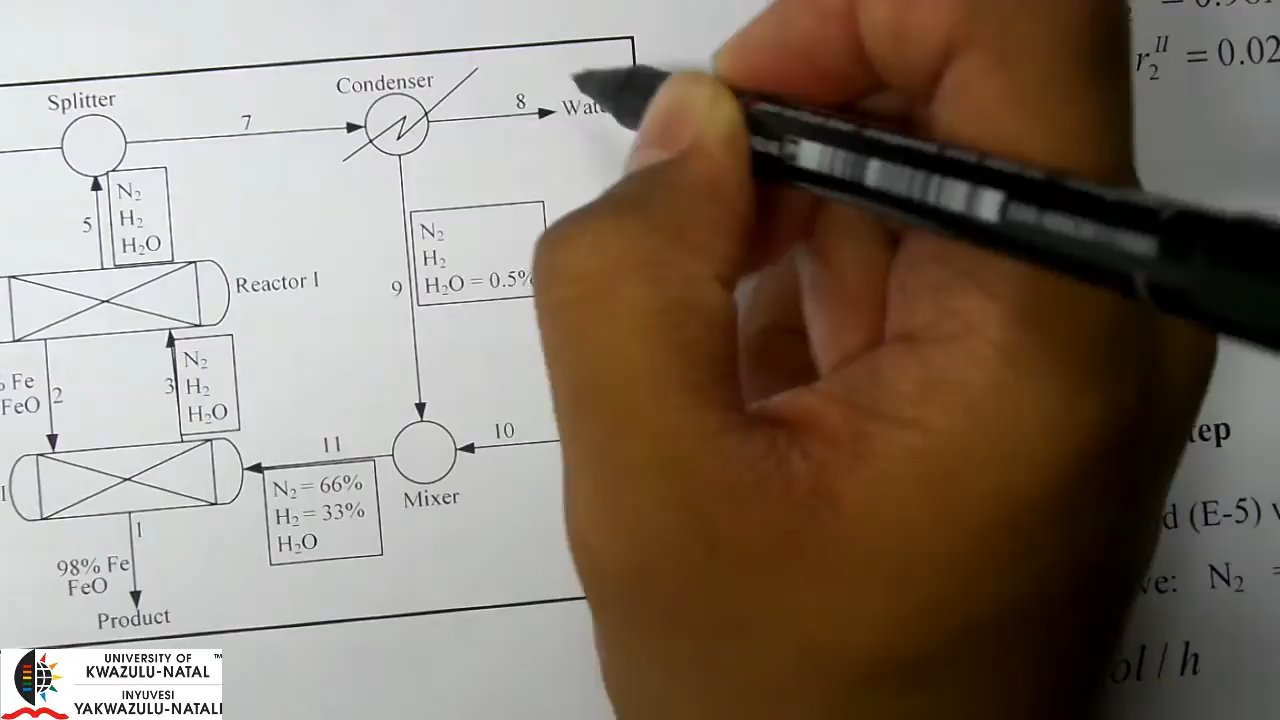 Splitter
Condenser
7
8
5
N₂
H₂
H₂O
Reactor I
N₂
H₂
H₂O = 0.5%
9
Fe
FeO
2
3
N₂
H₂
H₂O
11
10
N₂ = 66%
H₂ = 33%
H₂O
Mixer
1
98% Fe
FeO
Product
r₂ᴵᴵ = 0.02
d (E-5)
N₂ =
/ h
UNIVERSITY OF
KWAZULU-NATAL
TM
INYUVESI
YAKWAZULU-NATALI